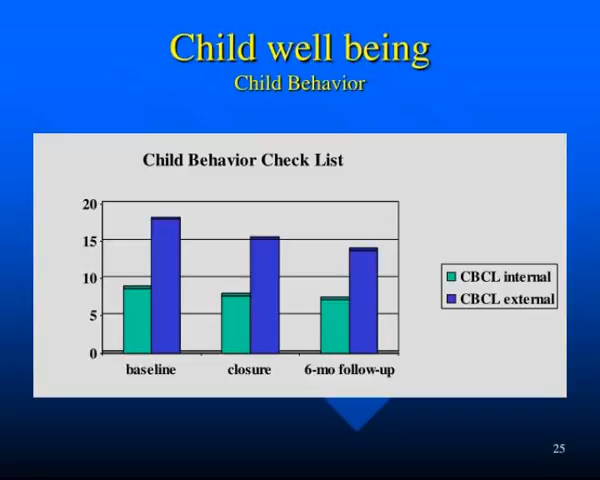 Child well being
Child Behavior
Child Behavior Check List
20
15
10
5
0
baseline closure 6-mo follow-up
CBCL internal
CBCL external
25